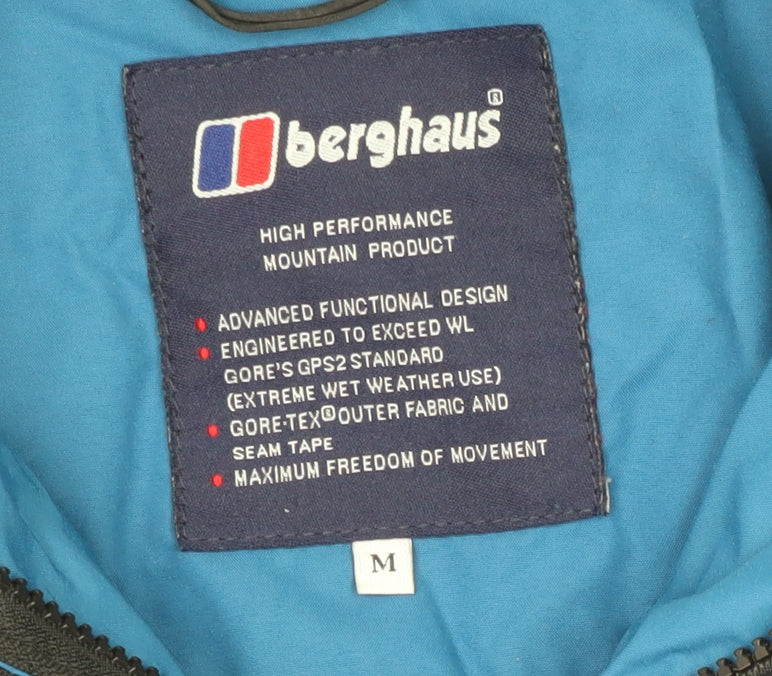 berghaus®
HIGH PERFORMANCE
MOUNTAIN PRODUCT
• ADVANCED FUNCTIONAL DESIGN
• ENGINEERED TO EXCEED WL
GORE'S GPS2 STANDARD
(EXTREME WET WEATHER USE)
• GORE-TEX® OUTER FABRIC AND
SEAM TAPE
• MAXIMUM FREEDOM OF MOVEMENT
M